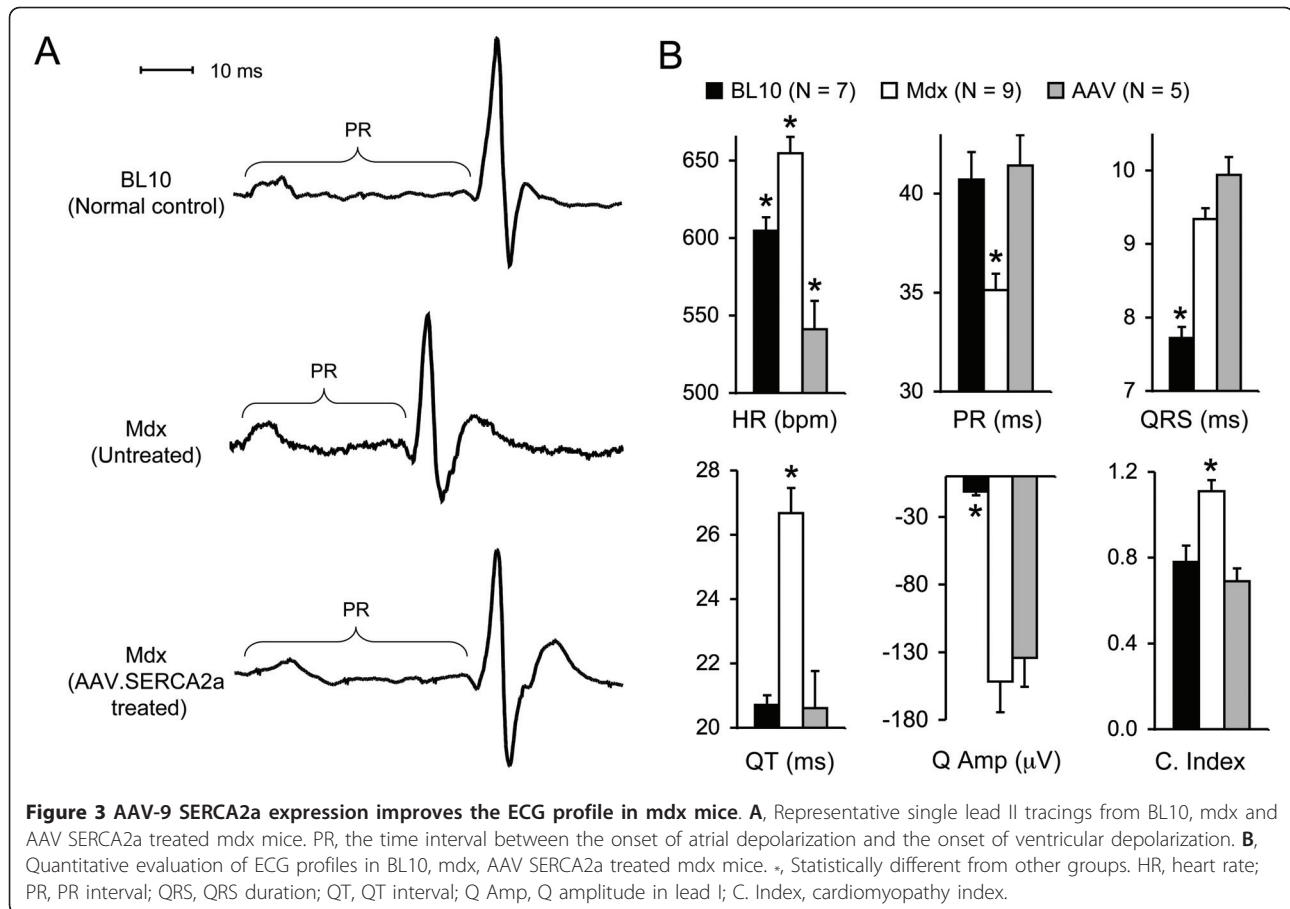 A
10 ms
PR
BL10
(Normal control)
PR
Mdx
(Untreated)
PR
Mdx
(AAV.SERCA2a
treated)
B
BL10 (N = 7) Mdx (N = 9) AAV (N = 5)
650
600
550
500
*
*
*
HR (bpm)
40
35
30
*
PR (ms)
10
9
8
7
*
QRS (ms)
28
26
24
22
20
*
QT (ms)
-30
-80
-130
-180
*
Q Amp (µV)
1.2
0.8
0.4
0.0
*
C. Index
Figure 3 AAV-9 SERCA2a expression improves the ECG profile in mdx mice. A, Representative single lead II tracings from BL10, mdx and
AAV SERCA2a treated mdx mice. PR, the time interval between the onset of atrial depolarization and the onset of ventricular depolarization. B,
Quantitative evaluation of ECG profiles in BL10, mdx, AAV SERCA2a treated mdx mice. *, Statistically different from other groups. HR, heart rate;
PR, PR interval; QRS, QRS duration; QT, QT interval; Q Amp, Q amplitude in lead I; C. Index, cardiomyopathy index.